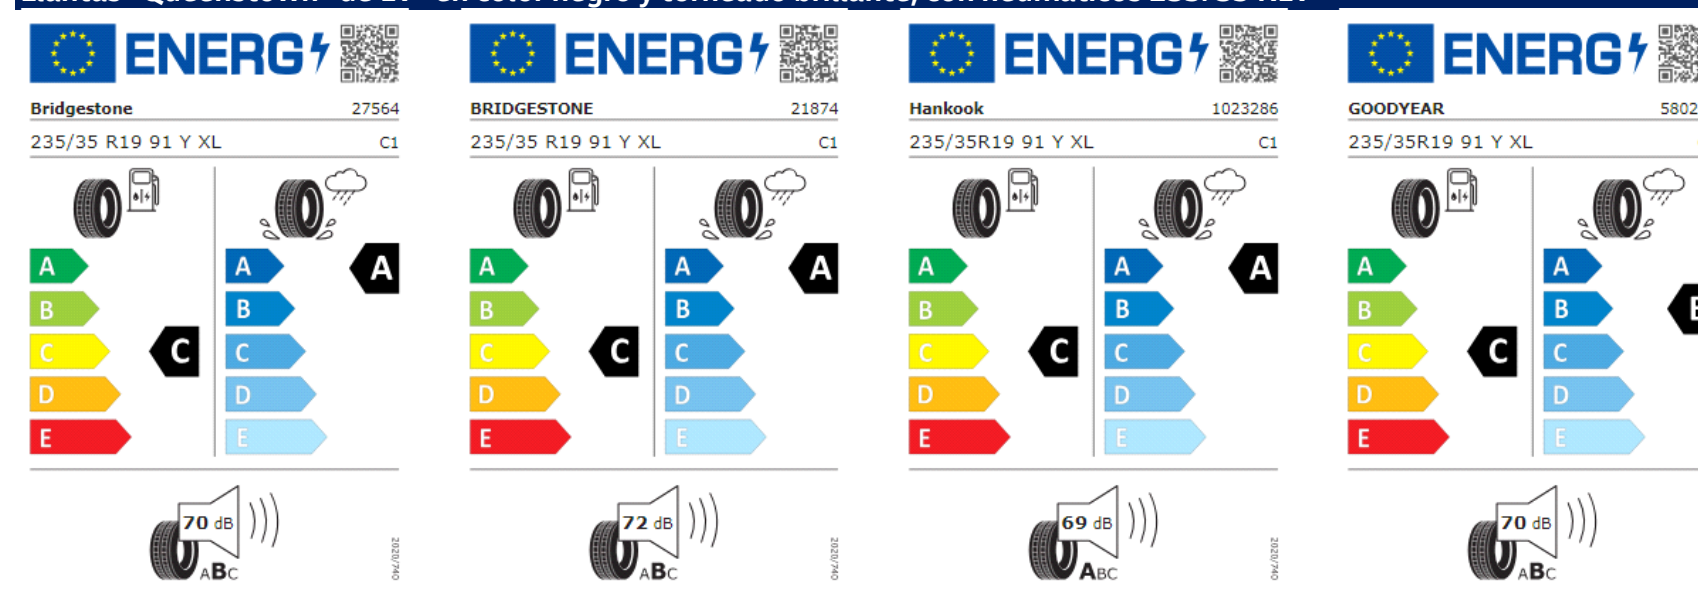 ENERG
Bridgestone 27564
235/35 R19 91 Y XL C1
A A A
B B
C C C
D D
E E
70 dB
ABC
2020/740
ENERG
BRIDGESTONE 21874
235/35 R19 91 Y XL C1
A A A
B B
C C C
D D
E E
72 dB
ABC
2020/740
ENERG
Hankook 1023286
235/35R19 91 Y XL C1
A A A
B B
C C C
D D
E E
69 dB
ABC
2020/740
ENERG
GOODYEAR 5802
235/35R19 91 Y XL
A A
B B
C C C
D D
E E
70 dB
ABC